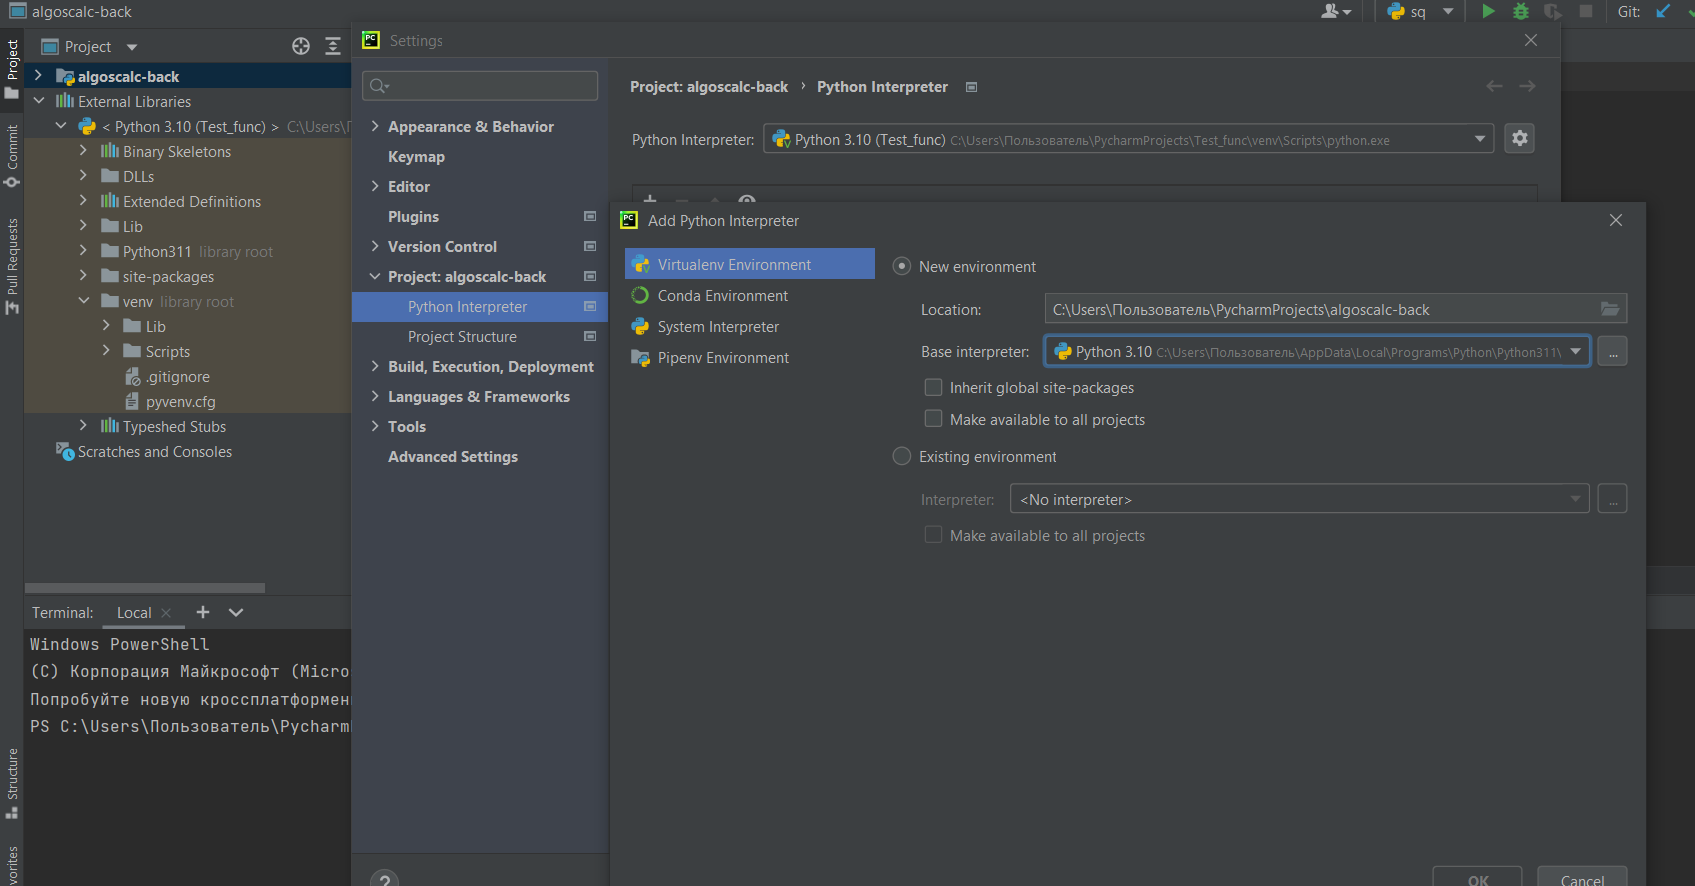 algoscalc-back
sq
Git:
Project
Project
Commit
Pull Requests
Structure
algoscalc-back
External Libraries
< Python 3.10 (Test_func) > C:\Users\
Binary Skeletons
DLLs
Extended Definitions
Lib
Python311 library root
site-packages
venv library root
Lib
Scripts
.gitignore
pyvenv.cfg
Typeshed Stubs
Scratches and Consoles
Terminal: Local
Windows PowerShell
(C) Корпорация Майкрософт (Micro
Попробуйте новую кроссплатформен
PS C:\Users\Пользователь\Pycharm
Settings
Appearance & Behavior
Keymap
Editor
Plugins
Version Control
Project: algoscalc-back
Python Interpreter
Project Structure
Build, Execution, Deployment
Languages & Frameworks
Tools
Advanced Settings
?
Project: algoscalc-back › Python Interpreter
Python Interpreter: Python 3.10 (Test_func) C:\Users\Пользователь\PycharmProjects\Test_func\venv\Scripts\python.exe
Add Python Interpreter
Virtualenv Environment
Conda Environment
System Interpreter
Pipenv Environment
New environment
Location: C:\Users\Пользователь\PycharmProjects\algoscalc-back
Base interpreter: Python 3.10 C:\Users\Пользователь\AppData\Local\Programs\Python\Python311\
...
Inherit global site-packages
Make available to all projects
Existing environment
Interpreter: <No interpreter>
...
Make available to all projects
OK
Cancel